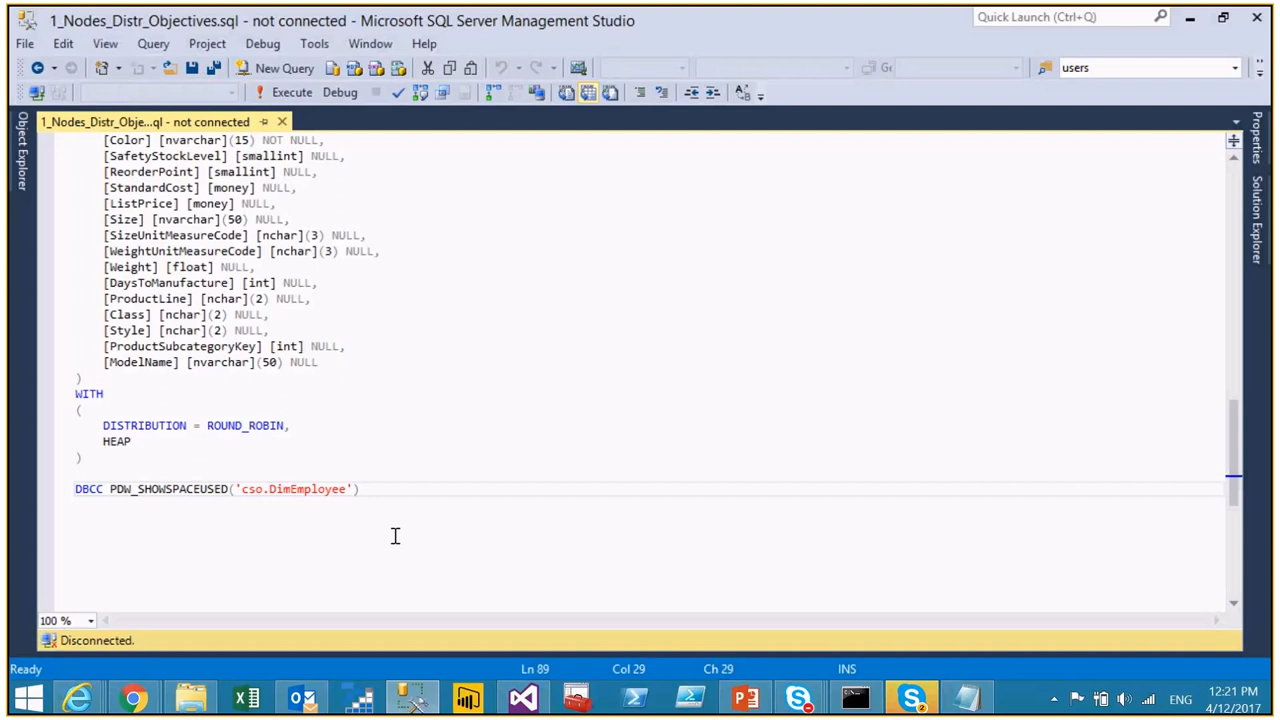 1_Nodes_Distr_Objectives.sql - not connected - Microsoft SQL Server Management Studio
Quick Launch (Ctrl+Q)
File Edit View Query Project Debug Tools Window Help
New Query
users
Execute Debug
1_Nodes_Distr_Obje...ql - not connected
Object Explorer
Properties
Solution Explorer
[Color] [nvarchar](15) NOT NULL,
[SafetyStockLevel] [smallint] NULL,
[ReorderPoint] [smallint] NULL,
[StandardCost] [money] NULL,
[ListPrice] [money] NULL,
[Size] [nvarchar](50) NULL,
[SizeUnitMeasureCode] [nchar](3) NULL,
[WeightUnitMeasureCode] [nchar](3) NULL,
[Weight] [float] NULL,
[DaysToManufacture] [int] NULL,
[ProductLine] [nchar](2) NULL,
[Class] [nchar](2) NULL,
[Style] [nchar](2) NULL,
[ProductSubcategoryKey] [int] NULL,
[ModelName] [nvarchar](50) NULL
)
WITH
(
DISTRIBUTION = ROUND_ROBIN,
HEAP
)
DBCC PDW_SHOWSPACEUSED('cso.DimEmployee')
100 %
Disconnected.
Ready Ln 89 Col 29 Ch 29 INS
ENG
12:21 PM
4/12/2017